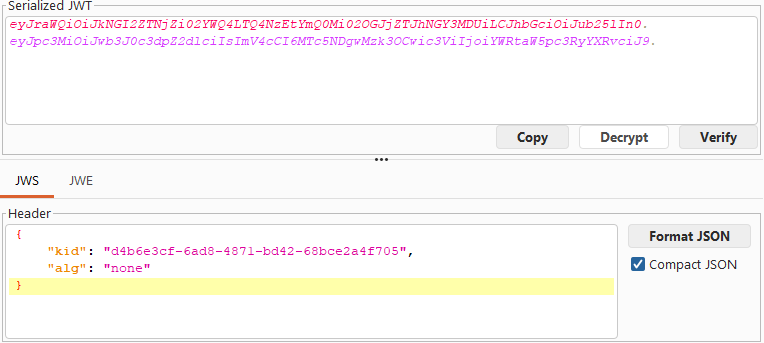 Serialized JWT
eyJraWQiOiJkNGI2ZTNjZi02YWQ4LTQ4NzEtYmQ0Mi02OGJjZTJhNGY3MDUiLCJhbGciOiJub25lIn0.
eyJpc3MiOiJwb3J0c3dpZ2dlciIsImV4cCI6MTc5NDgwMzk3OCwic3ViIjoiYWRtaW5pc3RyYXRvciJ9.
Copy
Decrypt
Verify
JWS
JWE
Header
{
"kid": "d4b6e3cf-6ad8-4871-bd42-68bce2a4f705",
"alg": "none"
}
Format JSON
Compact JSON